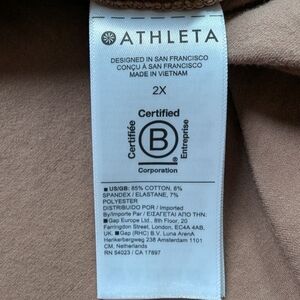 ATHLETA
DESIGNED IN SAN FRANCISCO
CONÇU À SAN FRANCISCO
MADE IN VIETNAM
2X
Certified
Certifiée
B
®
Entreprise
Corporation
■ US/GB: 85% COTTON, 8%
SPANDEX / ELASTANE, 7%
POLYESTER
DISTRIBUIDO POR / Imported
By/Importe Par / ΕΙΣΑΓΕΤΑΙ ΑΠΟ ΤΗΝ:
■Gap Europe Ltd., 8th Floor, 20
Farringdon Street, London, EC4A 4AB,
UK. ■Gap (RHC) B.V. Luna ArenA
Herikerbergweg 238 Amsterdam 1101
CM, Netherlands
RN 54023 / CA 17897